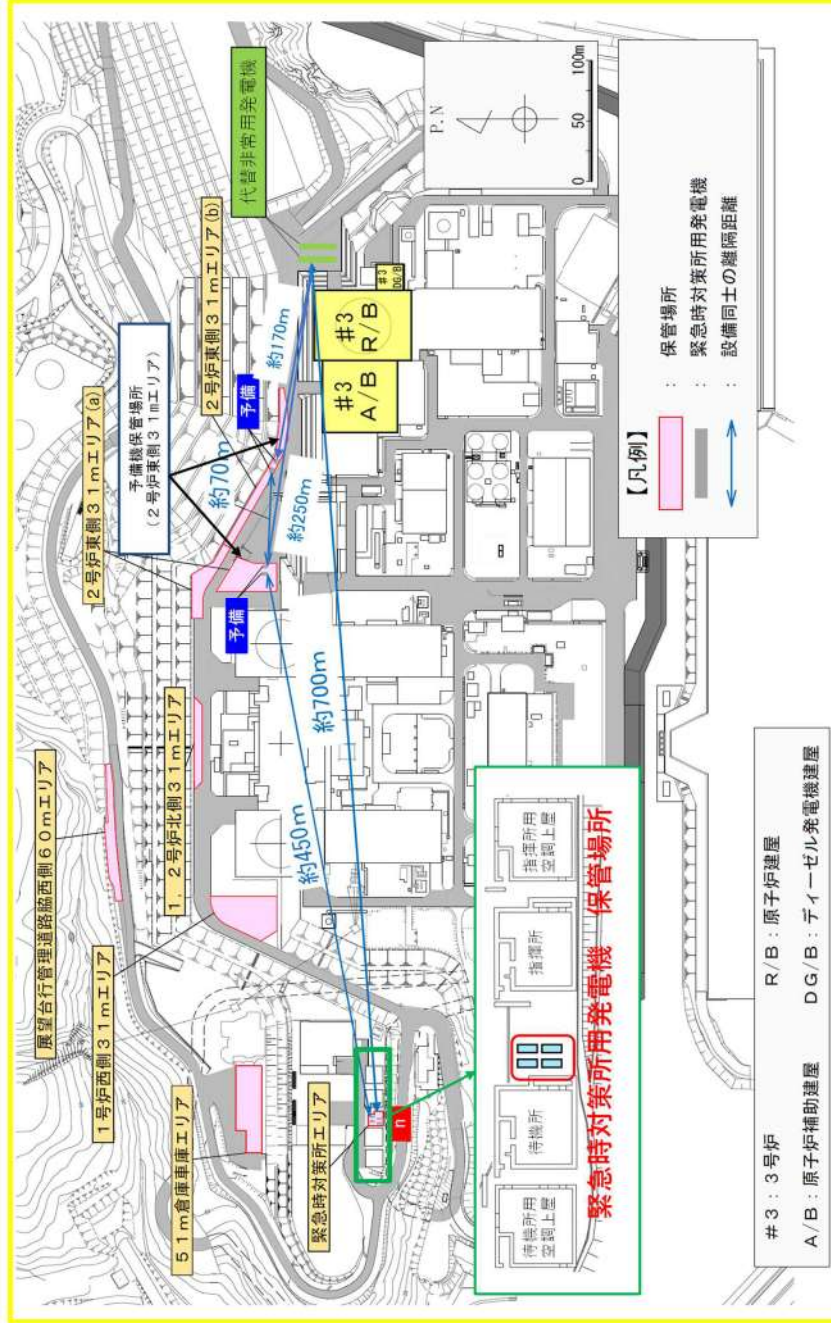 展望台行管理道路脇西側60mエリア
1号炉西側31mエリア
51m倉庫車庫エリア
緊急時対策所エリア
1，2号炉北側31mエリア
2号炉東側31mエリア(a)
予備機保管場所
(2号炉東側31mエリア)
2号炉東側31mエリア(b)
代替非常用発電機
予備
予備
約70m
約170m
約250m
約700m
約450m
#3
A/B
#3
R/B
#3
DG/B
n
P.N
0
50
100m
待機所用
空調上屋
待機所
指揮所
指揮所用
空調上屋
緊急時対策所用発電機 保管場所
【凡例】
： 保管場所
： 緊急時対策所用発電機
： 設備同士の離隔距離
#3：3号炉
R/B：原子炉建屋
A/B：原子炉補助建屋
DG/B：ディーゼル発電機建屋